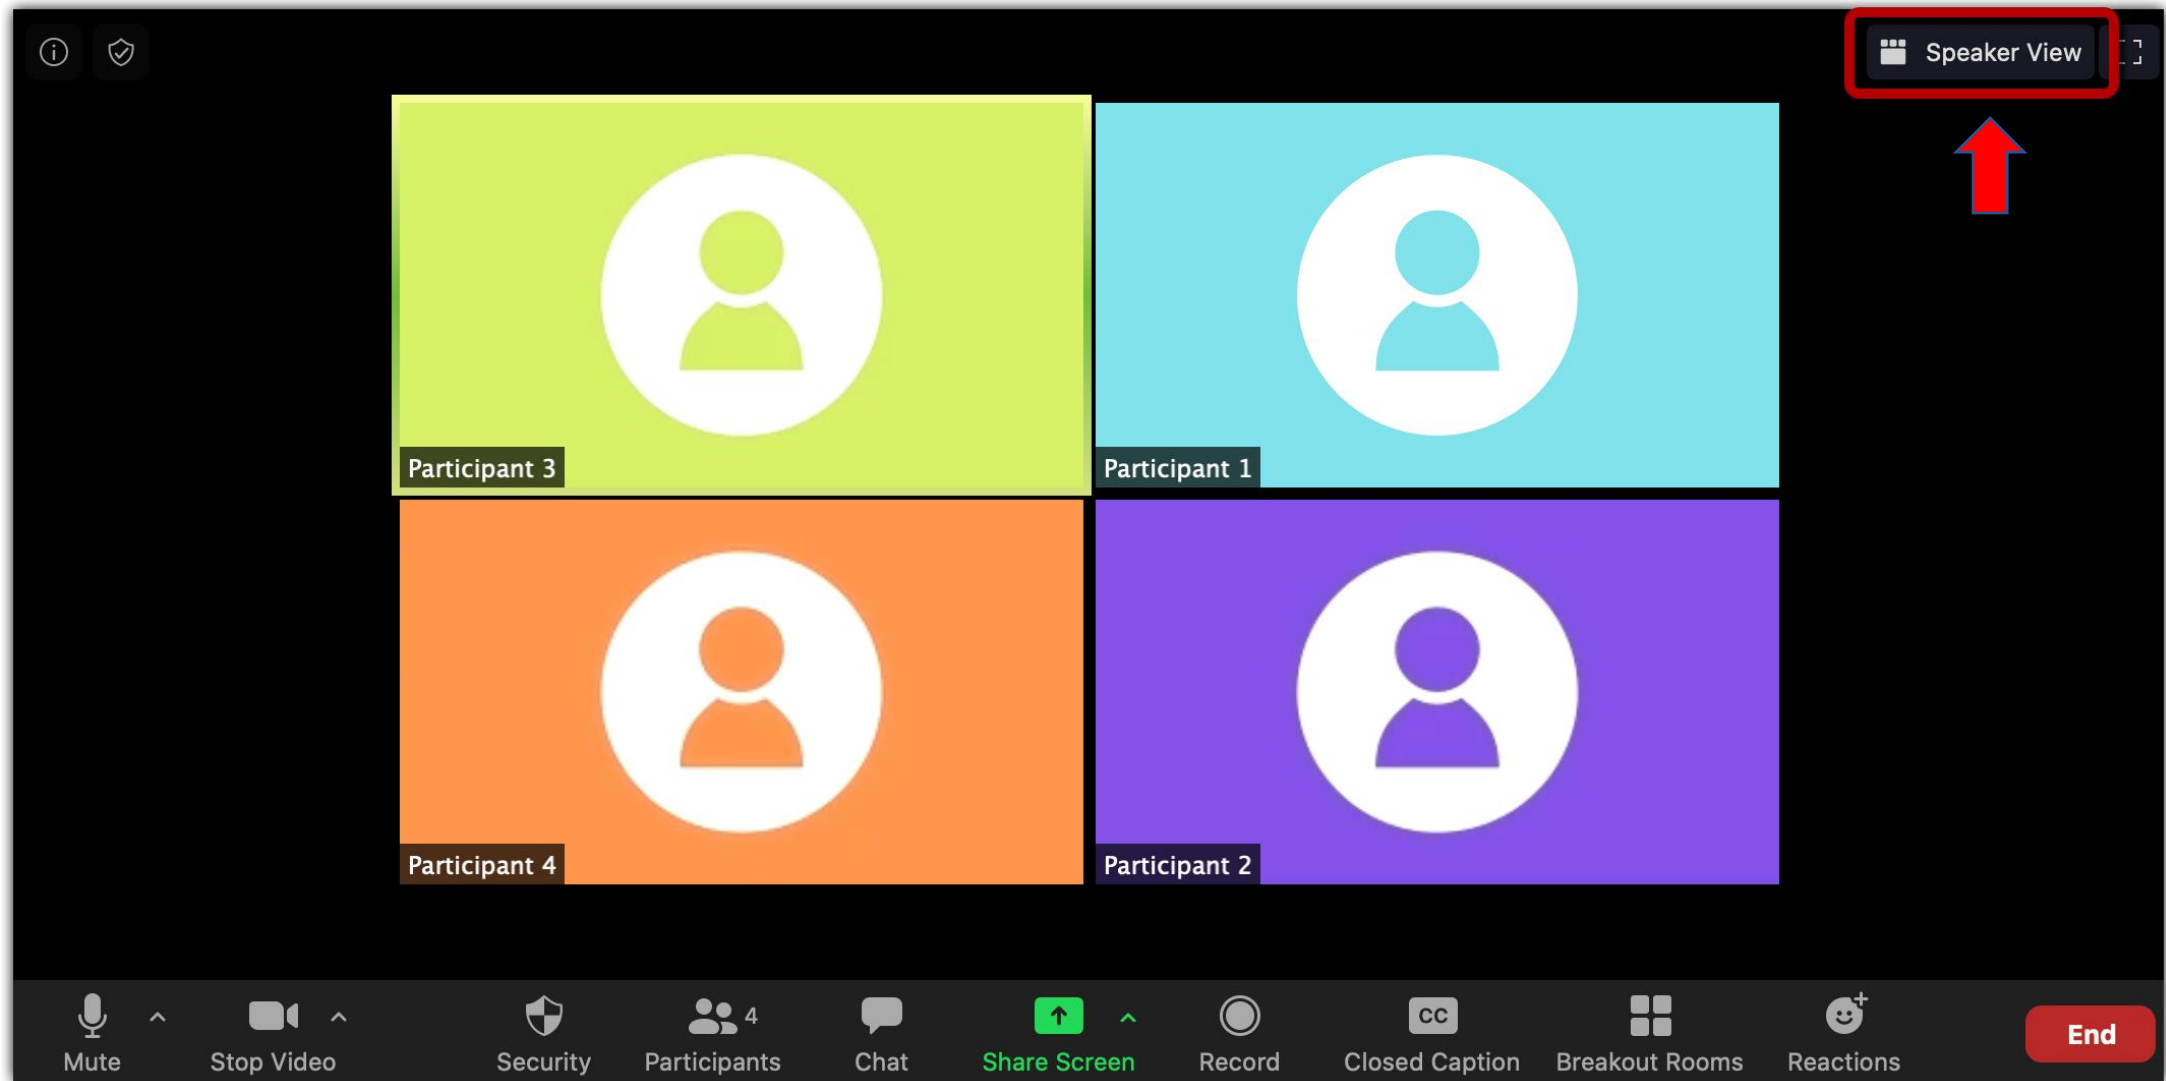 Speaker View
Participant 3
Participant 1
Participant 4
Participant 2
4
CC
Mute
Stop Video
Security
Participants
Chat
Share Screen
Record
Closed Caption
Breakout Rooms
Reactions
End